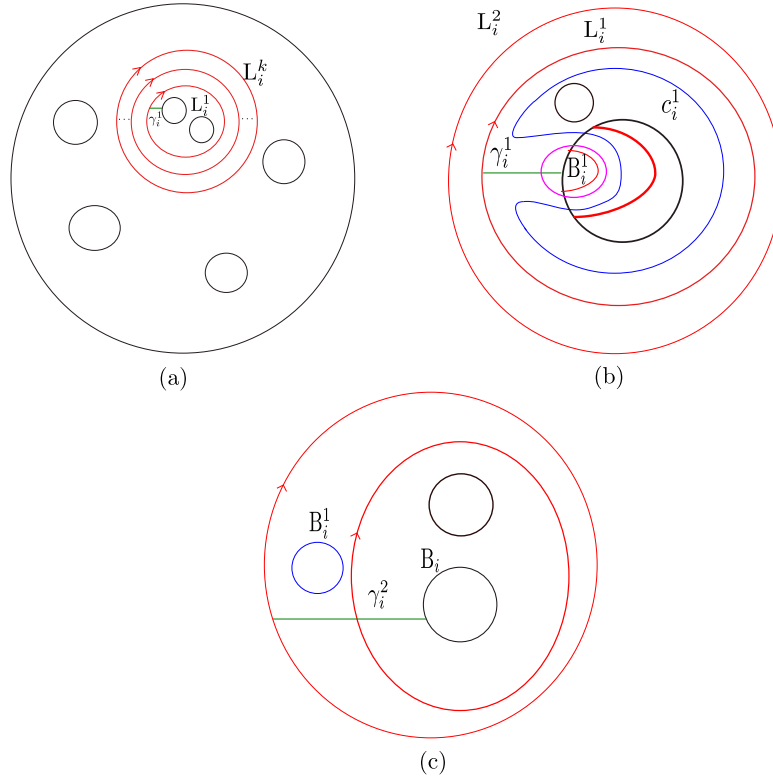 L_i^k
L_i^1
γ_i^1
... ...
(a)
L_i^2
L_i^1
c_i^1
γ_i^1
B_i^1
(b)
B_i^1
B_i
γ_i^2
(c)